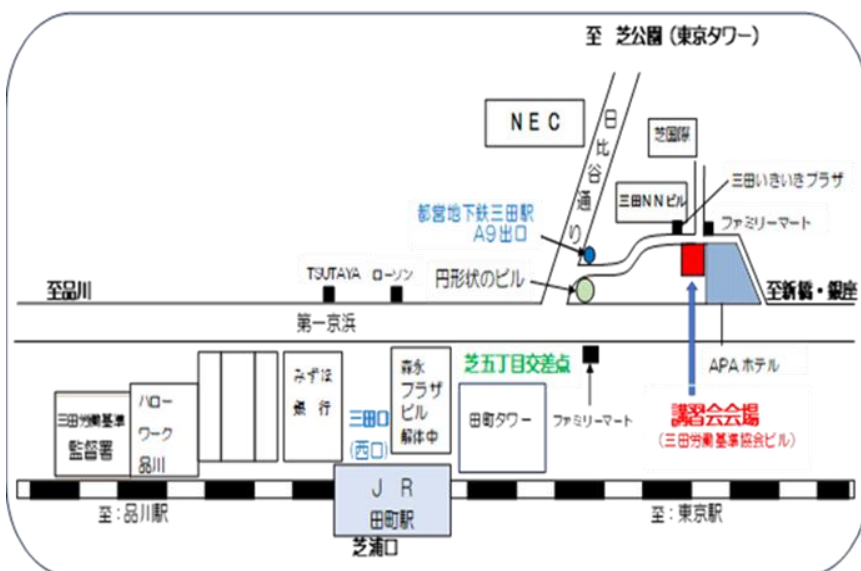 至 芝公園（東京タワー）
NEC
日比谷通り
芝国際
三田いきいきプラザ
三田NNビル
ファミリーマート
都営地下鉄三田駅
A9出口
TSUTAYA ローソン
円形状のビル
至品川
至新橋・銀座
第一京浜
芝五丁目交差点
APAホテル
みずほ
銀行
森永
プラザ
ビル
解体中
三田労働基準
監督署
ハロー
ワーク
品川
三田口
(西口)
田町タワー
ファミリーマート
講習会会場
(三田労働基準協会ビル)
JR
田町駅
至：品川駅
至：東京駅
芝浦口